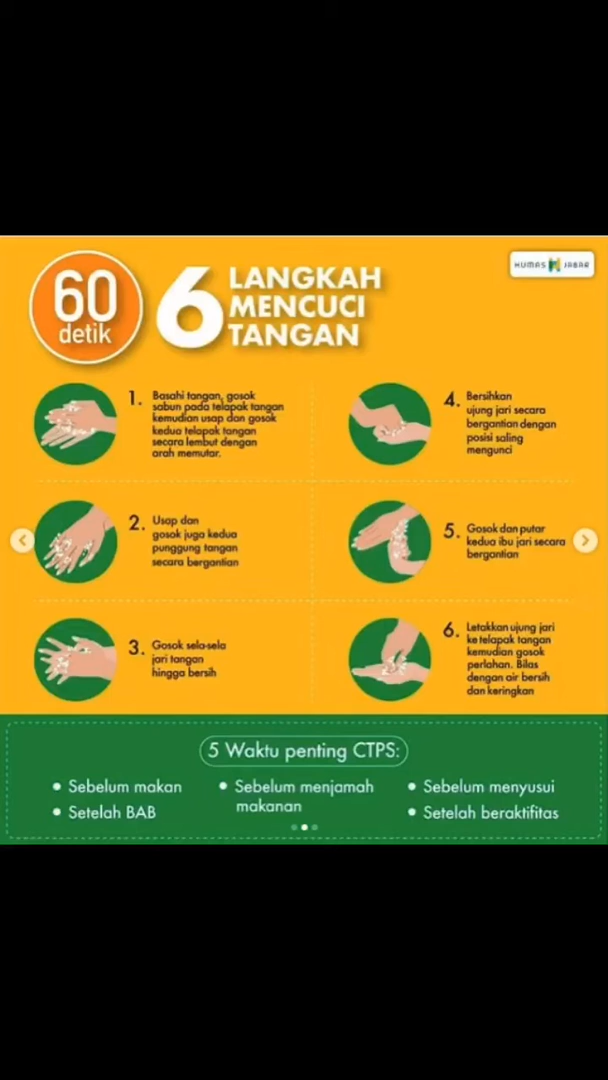 60
detik
6
LANGKAH
MENCUCI
TANGAN
HUMAS JABAR
1. Basahi tangan, gosok
sabun pada telapak tangan
kemudian usap dan gosok
kedua telapak tangan
secara lembut dengan
arah memutar.
2. Usap dan
gosok juga kedua
punggung tangan
secara bergantian
3. Gosok sela-sela
jari tangan
hingga bersih
4. Bersihkan
ujung jari secara
bergantian dengan
posisi saling
mengunci
5. Gosok dan putar
kedua ibu jari secara
bergantian
6. Letakkan ujung jari
ke telapak tangan
kemudian gosok
perlahan. Bilas
dengan air bersih
dan keringkan
5 Waktu penting CTPS:
• Sebelum makan
• Setelah BAB
• Sebelum menjamah
makanan
• Sebelum menyusui
• Setelah beraktifitas